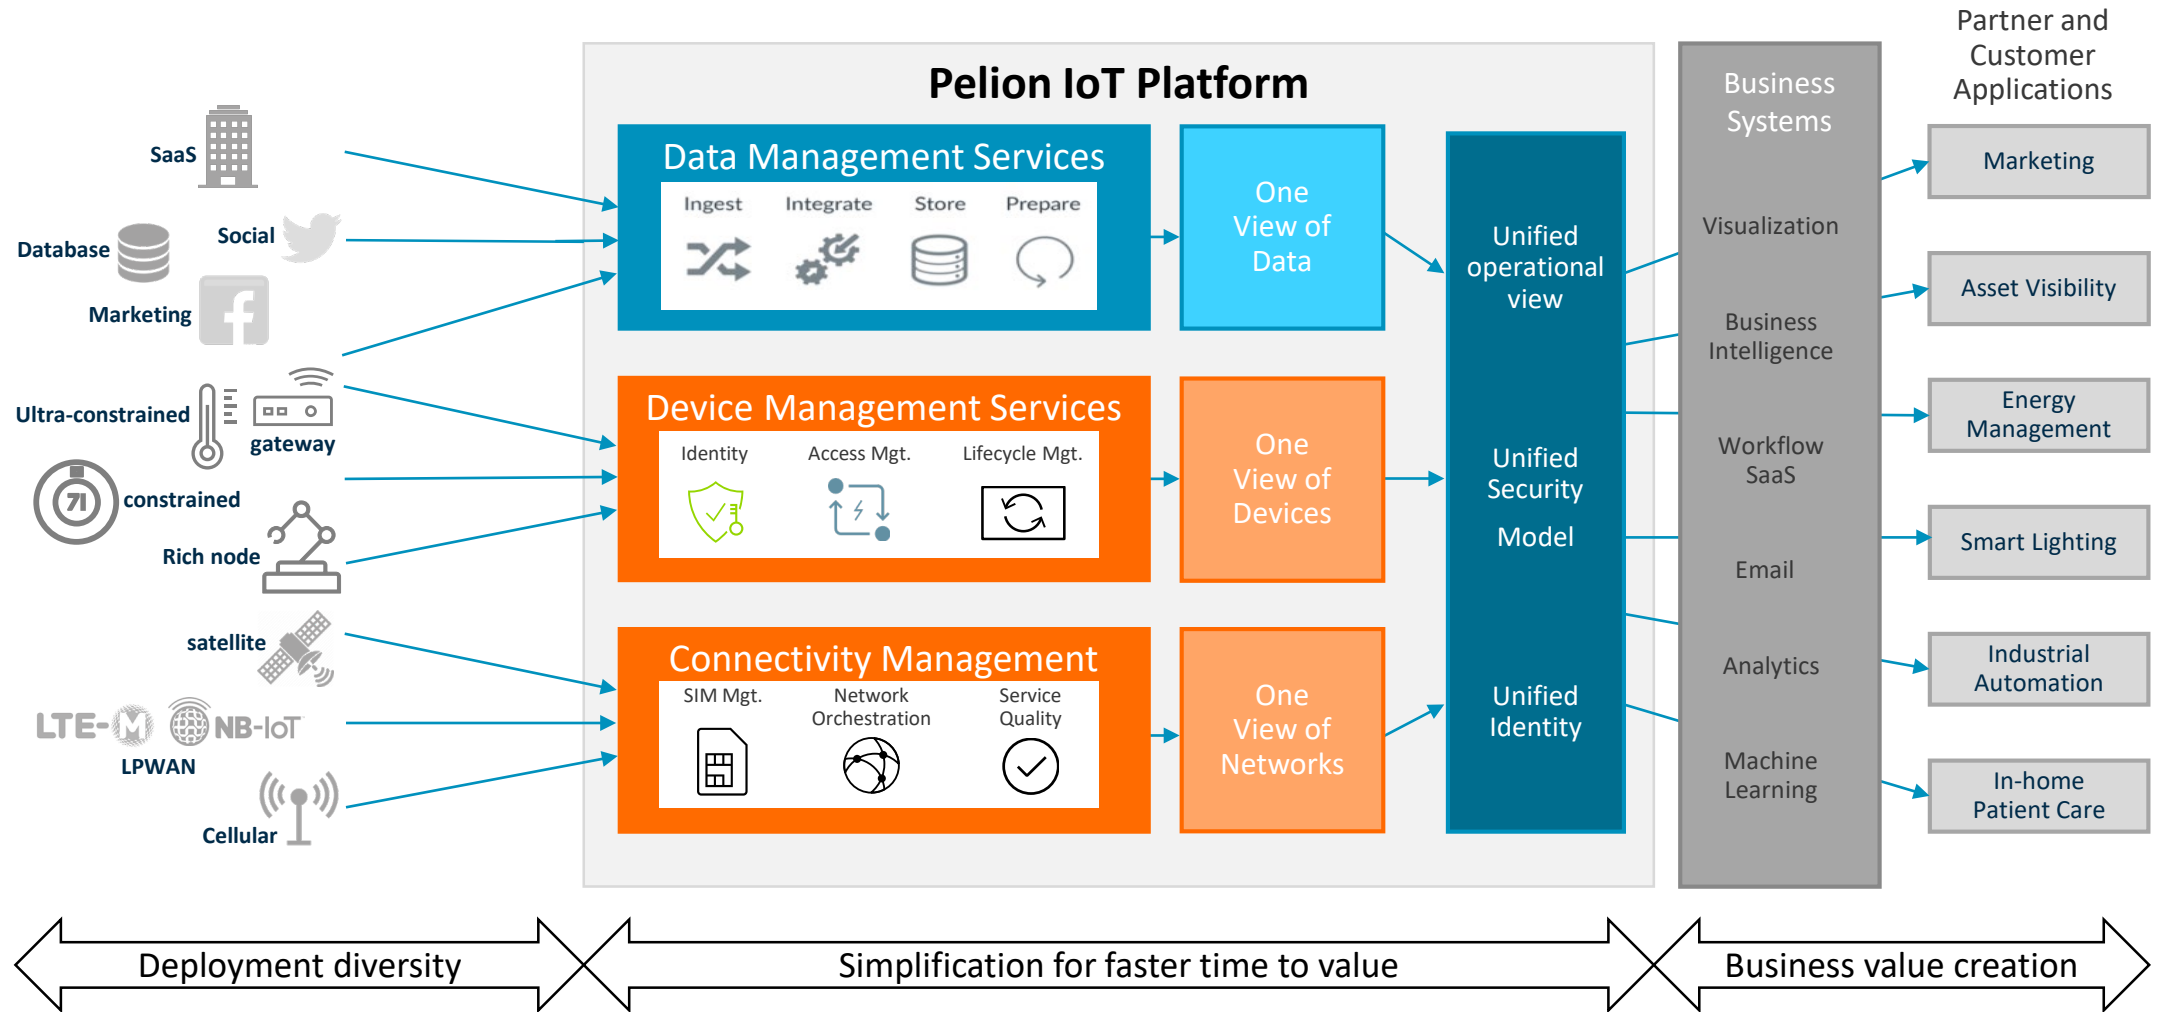 Pelion IoT Platform
Partner and
Customer
Applications
SaaS
Database
Social
Marketing
Ultra-constrained
gateway
71
constrained
Rich node
satellite
LTE-M
NB-IoT
LPWAN
Cellular
Data Management Services
Ingest
Integrate
Store
Prepare
One
View of
Data
Device Management Services
Identity
Access Mgt.
Lifecycle Mgt.
One
View of
Devices
Connectivity Management
SIM Mgt.
Network
Orchestration
Service
Quality
One
View of
Networks
Unified
operational
view
Unified
Security
Model
Unified
Identity
Business
Systems
Visualization
Business
Intelligence
Workflow
SaaS
Email
Analytics
Machine
Learning
Marketing
Asset Visibility
Energy
Management
Smart Lighting
Industrial
Automation
In-home
Patient Care
Deployment diversity
Simplification for faster time to value
Business value creation